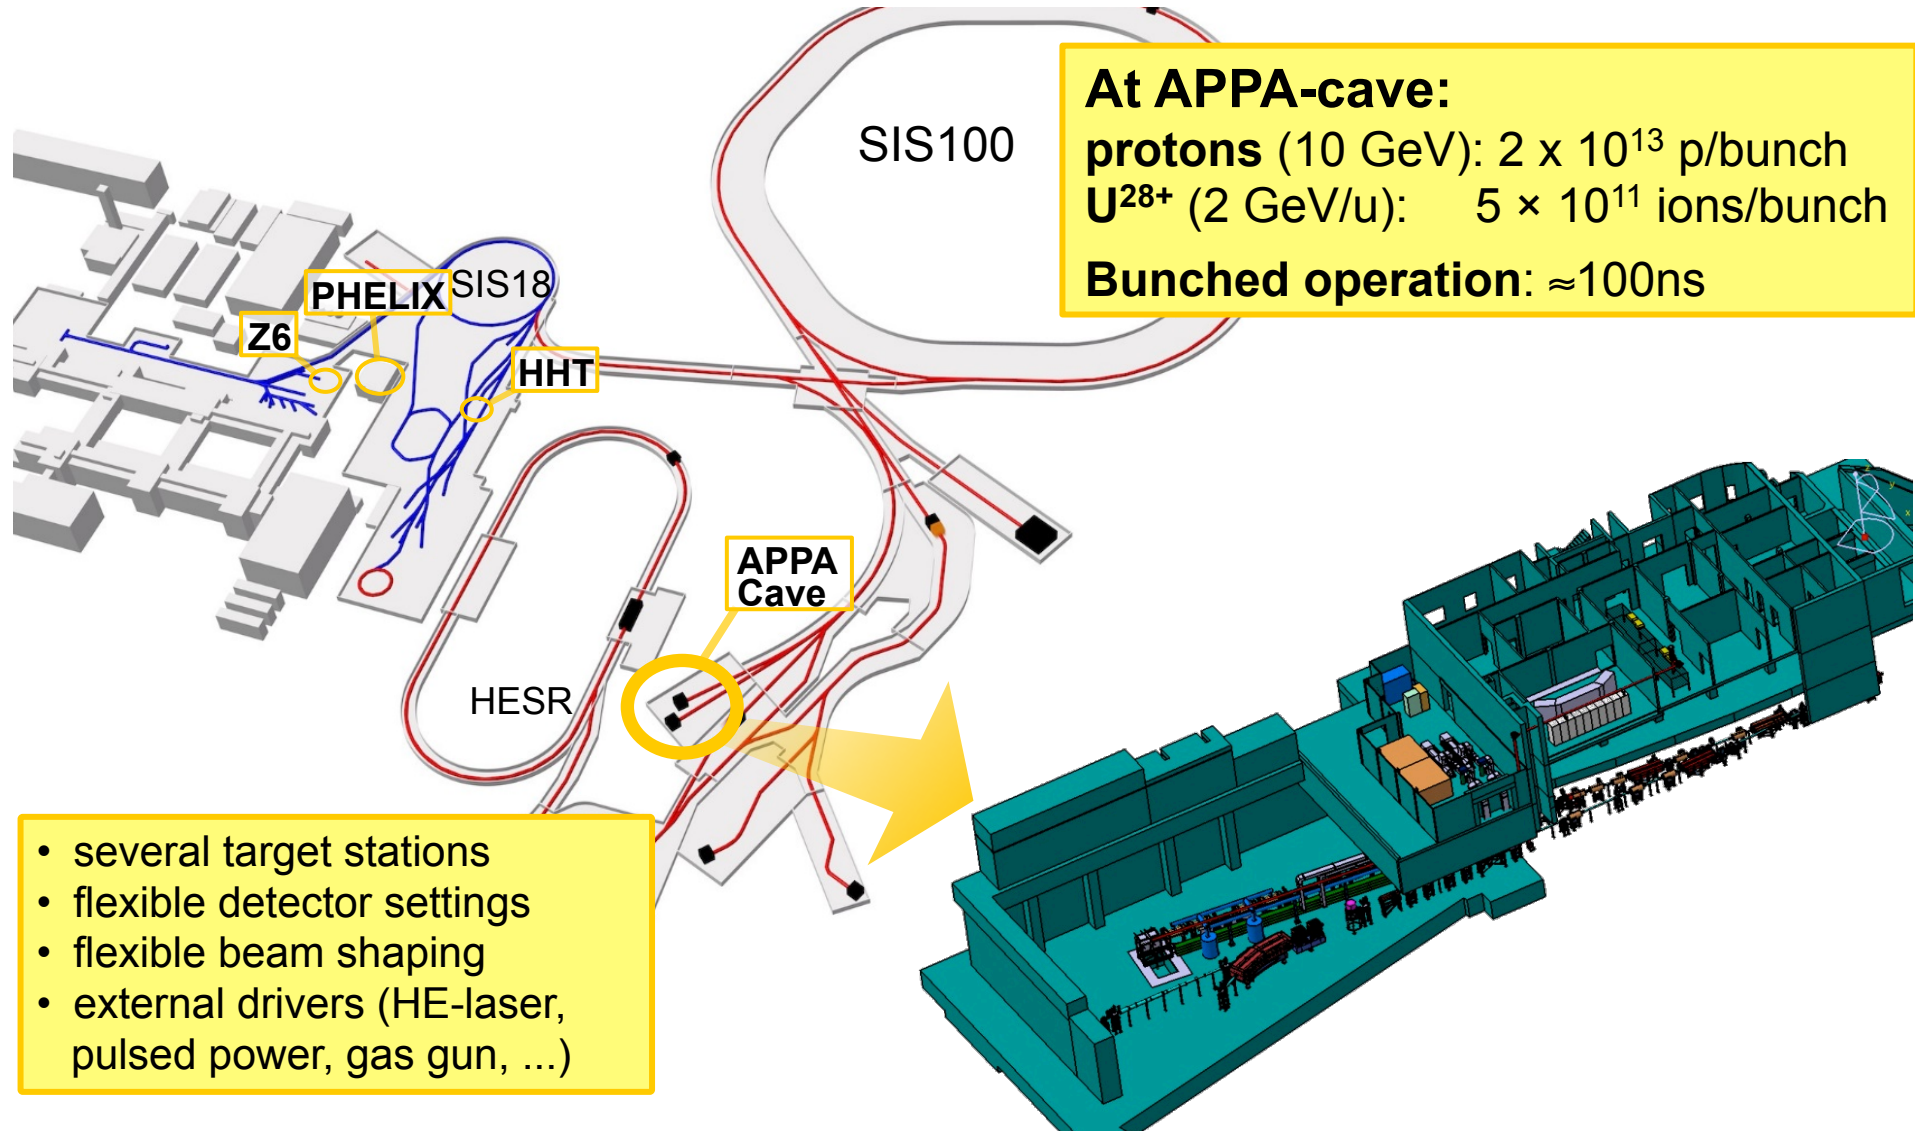 At APPA-cave:
protons (10 GeV): 2 x 10¹³ p/bunch
U²⁸⁺ (2 GeV/u): 5 × 10¹¹ ions/bunch
Bunched operation: ≈100ns
SIS100
SIS18
PHELIX
Z6
HHT
APPA
Cave
HESR
• several target stations
• flexible detector settings
• flexible beam shaping
• external drivers (HE-laser,
pulsed power, gas gun, ...)
z
y
x